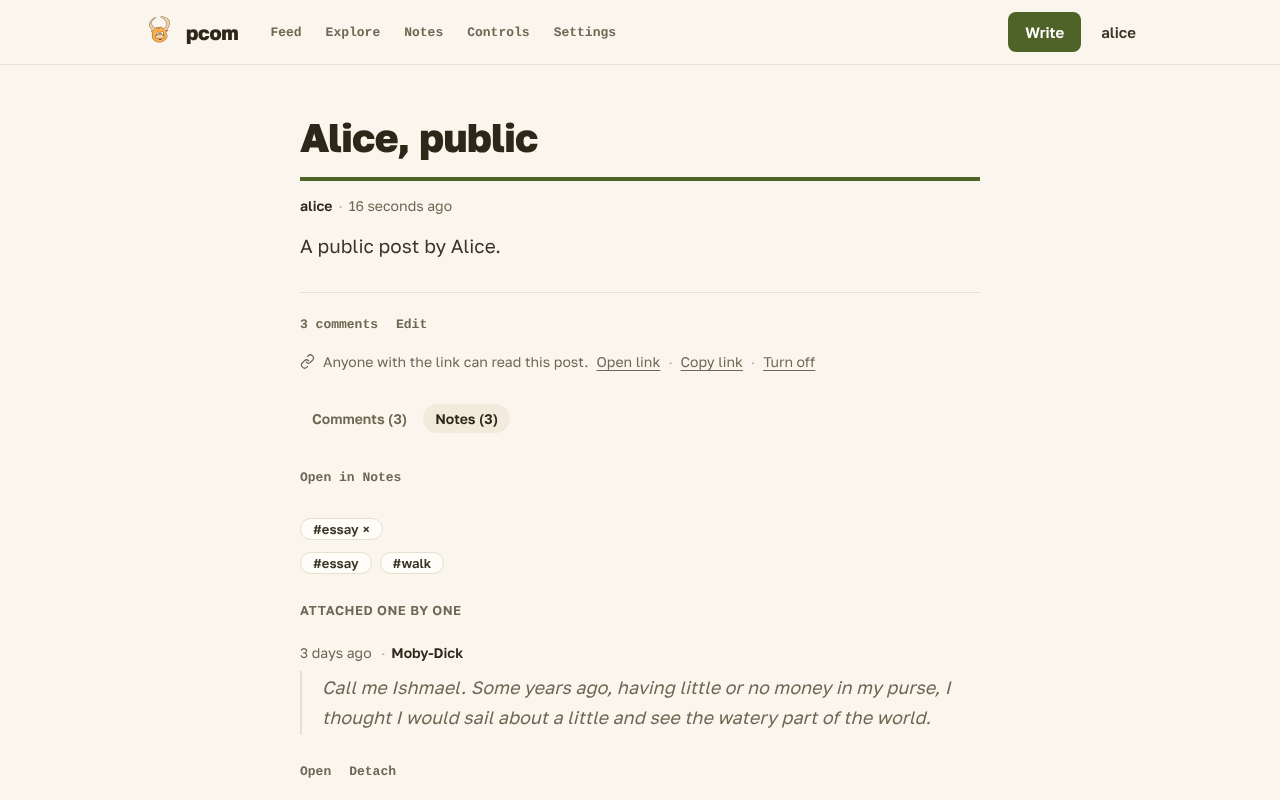 pcom Feed Explore Notes Controls Settings Write alice
Alice, public
alice · 16 seconds ago
A public post by Alice.
3 comments Edit
Anyone with the link can read this post. Open link · Copy link · Turn off
Comments (3) Notes (3)
Open in Notes
#essay ×
#essay #walk
ATTACHED ONE BY ONE
3 days ago · Moby-Dick
Call me Ishmael. Some years ago, having little or no money in my purse, I
thought I would sail about a little and see the watery part of the world.
Open Detach